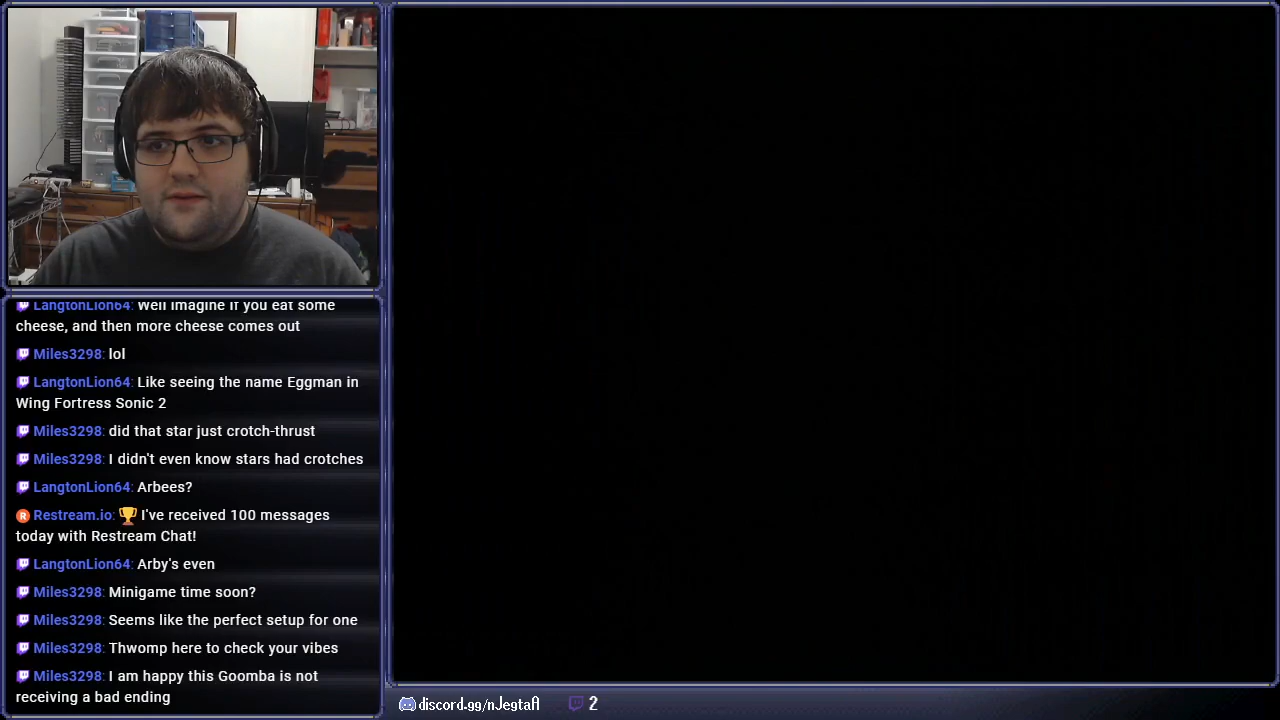 LangtonLion64: Well imagine if you eat some
cheese, and then more cheese comes out
Miles3298: lol
LangtonLion64: Like seeing the name Eggman in
Wing Fortress Sonic 2
Miles3298: did that star just crotch-thrust
Miles3298: I didn't even know stars had crotches
LangtonLion64: Arbees?
Restream.io: 🏆 I've received 100 messages
today with Restream Chat!
LangtonLion64: Arby's even
Miles3298: Minigame time soon?
Miles3298: Seems like the perfect setup for one
Miles3298: Thwomp here to check your vibes
Miles3298: I am happy this Goomba is not
receiving a bad ending
discord.gg/nJegtaA
2